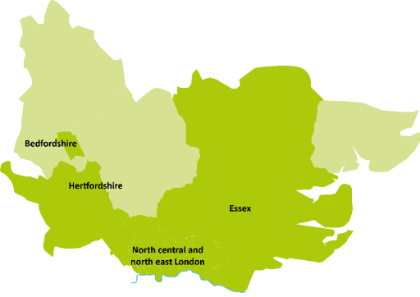 Bedfordshire
Hertfordshire
Essex
North central and
north east London